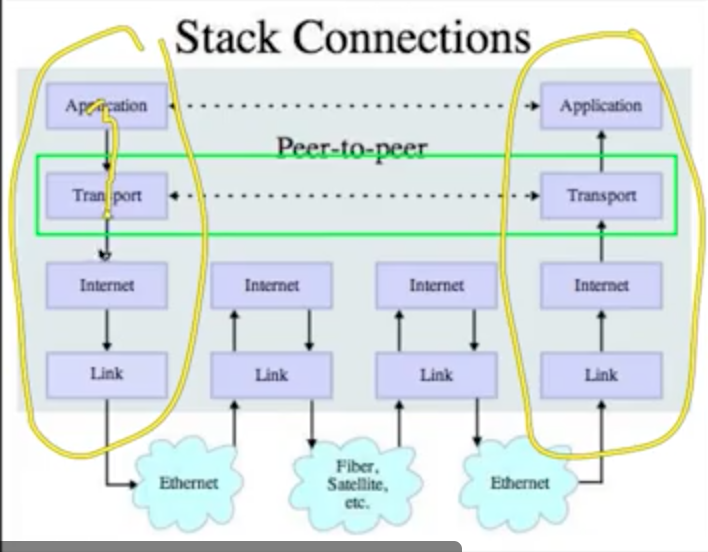 Stack Connections
Application
Application
Peer-to-peer
Transport
Transport
Internet
Internet
Internet
Internet
Link
Link
Link
Link
Ethernet
Fiber,
Satellite,
etc.
Ethernet